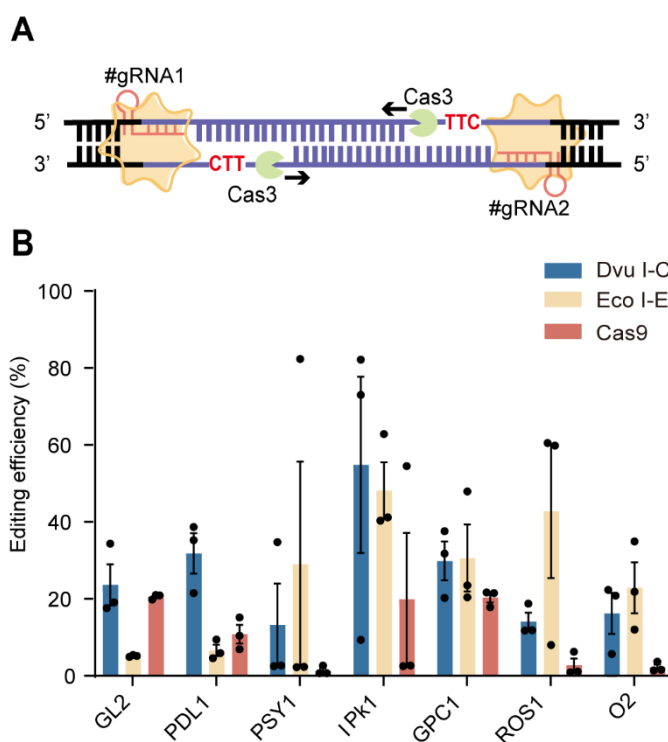 A
#gRNA1
Cas3
5’
TTC
3’
3’
CTT
5’
Cas3
#gRNA2
B
Dvu I-C
Eco I-E
Cas9
Editing efficiency (%)
100
80
60
40
20
0
GL2
PDL1
PSY1
IPk1
GPC1
ROS1
O2